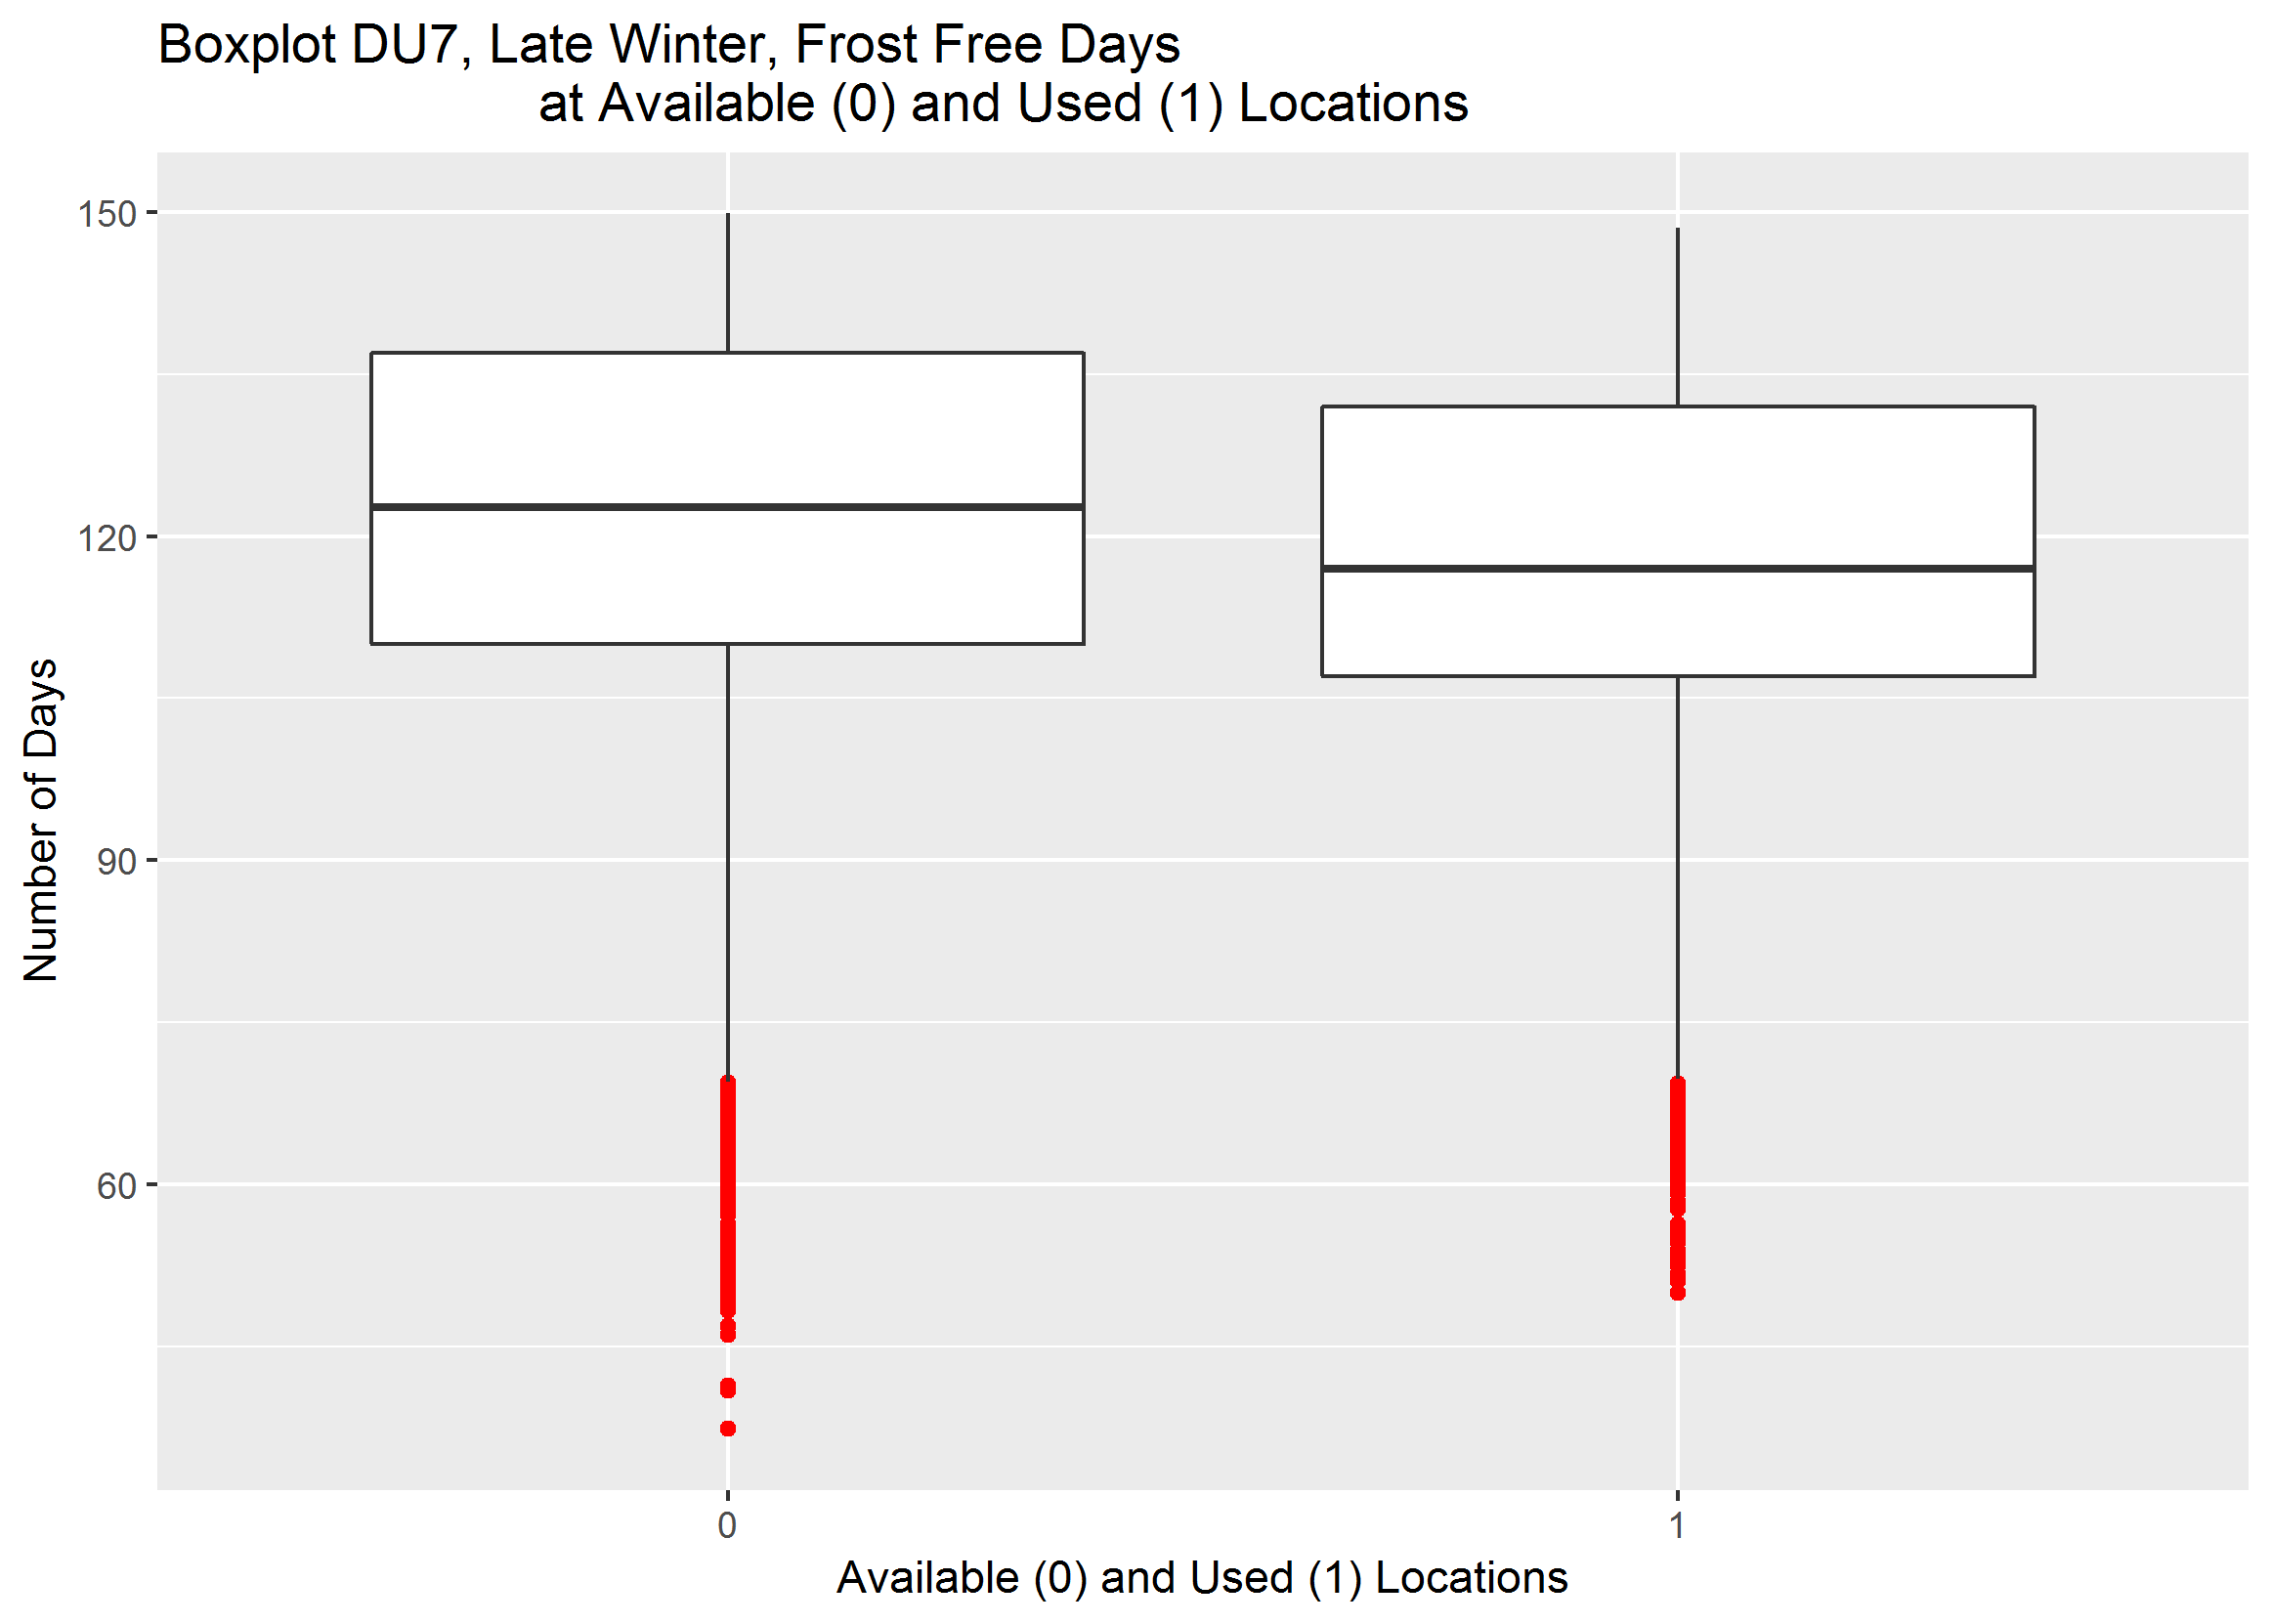 Boxplot DU7, Late Winter, Frost Free Days
at Available (0) and Used (1) Locations
150
120
90
60
Number of Days
0 1
Available (0) and Used (1) Locations